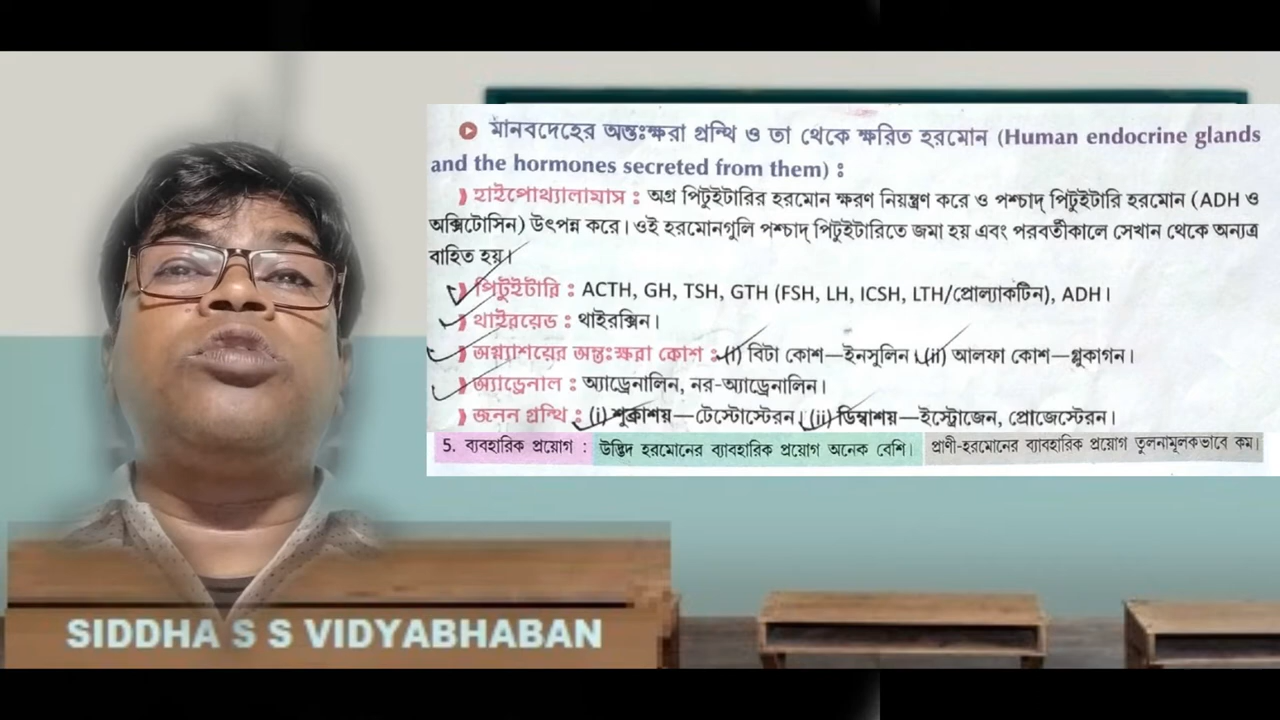 মানবদেহের অন্তঃক্ষরা গ্রন্থি ও তা থেকে ক্ষরিত হরমোন (Human endocrine glands
and the hormones secreted from them) :
হাইপোথ্যালামাস : অগ্র পিটুইটারির হরমোন ক্ষরণ নিয়ন্ত্রণ করে ও পশ্চাদ্ পিটুইটারি হরমোন (ADH ও
অক্সিটোসিন) উৎপন্ন করে। ওই হরমোনগুলি পশ্চাদ্ পিটুইটারিতে জমা হয় এবং পরবর্তীকালে সেখান থেকে অন্যত্র
বাহিত হয়।
পিটুইটারি : ACTH, GH, TSH, GTH (FSH, LH, ICSH, LTH/প্রোল্যাকটিন), ADH।
থাইরয়েড : থাইরক্সিন।
অগ্ন্যাশয়ের অন্তঃক্ষরা কোশ : (i) বিটা কোশ—ইনসুলিন। (ii) আলফা কোশ—গ্লুকাগন।
অ্যাড্রেনাল : অ্যাড্রেনালিন, নর-অ্যাড্রেনালিন।
জনন গ্রন্থি : (i) শুক্রাশয়—টেস্টোস্টেরন। (ii) ডিম্বাশয়—ইস্ট্রোজেন, প্রোজেস্টেরন।
5. ব্যবহারিক প্রয়োগ : উদ্ভিদ হরমোনের ব্যাবহারিক প্রয়োগ অনেক বেশি। প্রাণী-হরমোনের ব্যাবহারিক প্রয়োগ তুলনামূলকভাবে কম।
SIDDHA S S VIDYABHABAN